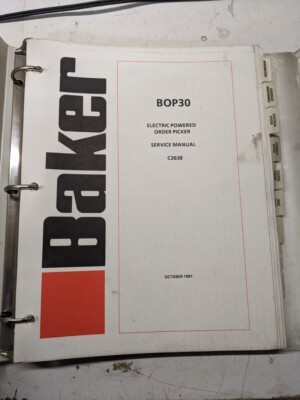 Baker
BOP30
ELECTRIC POWERED
ORDER PICKER
SERVICE MANUAL
C2638
OCTOBER 1991